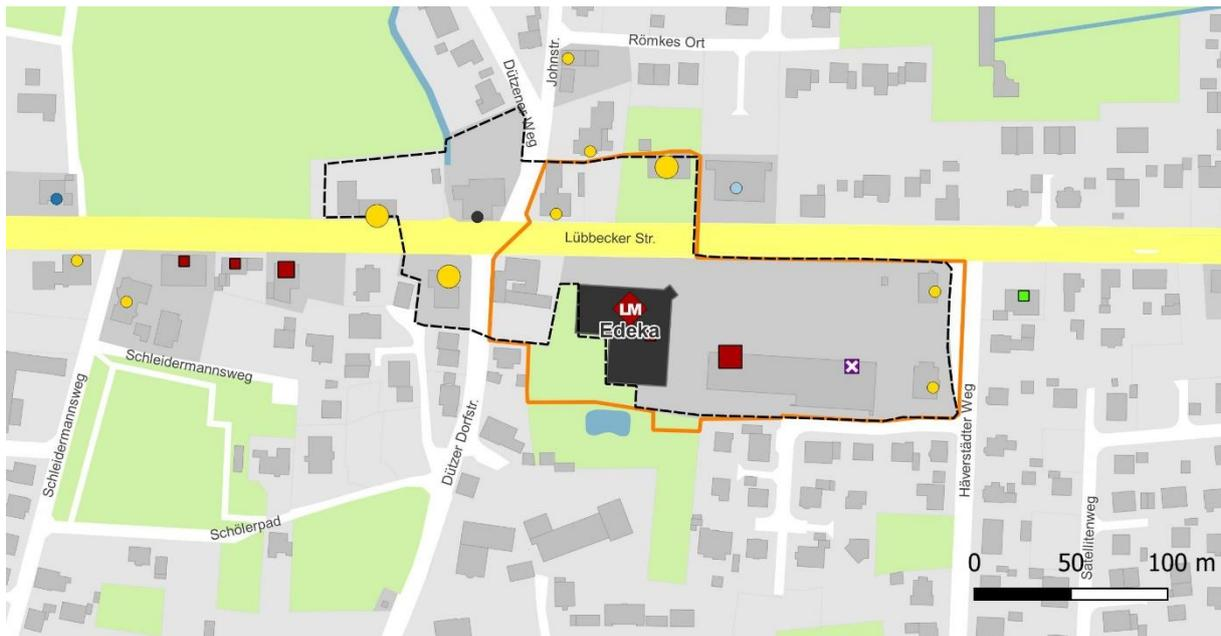 Römkes Ort
Johnstr.
Dützener Weg
Lübbecker Str.
LM
Edeka
Schleidermannsweg
Schleidermannsweg
Dützer Dorfstr.
Schölerpad
Häverstädter Weg
Satellitenweg
0 50 100 m